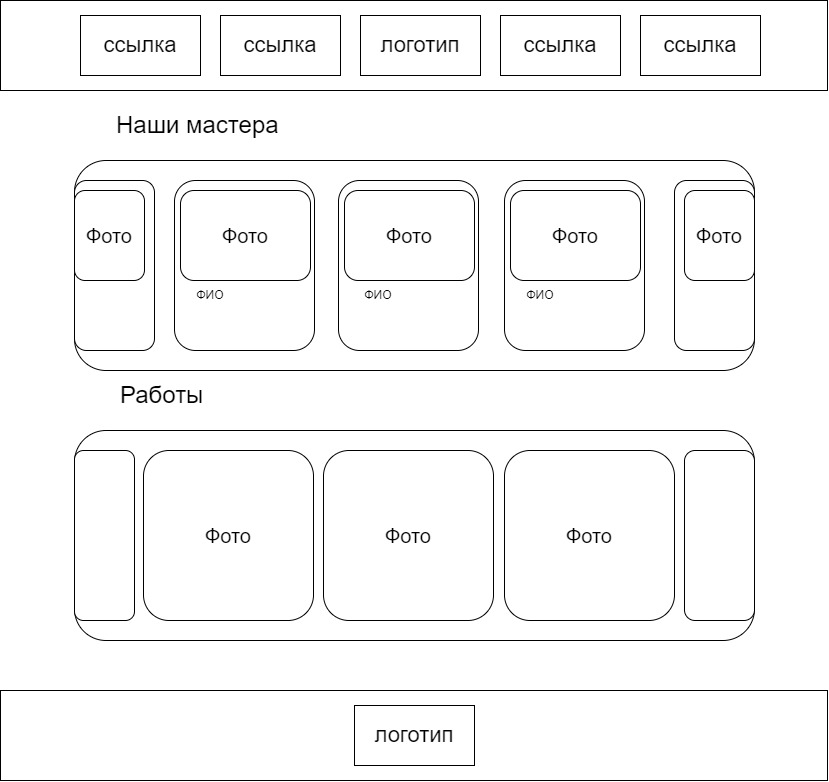 ссылка ссылка логотип ссылка ссылка
Наши мастера
Фото Фото Фото Фото Фото
ФИО ФИО ФИО
Работы
Фото Фото Фото
логотип